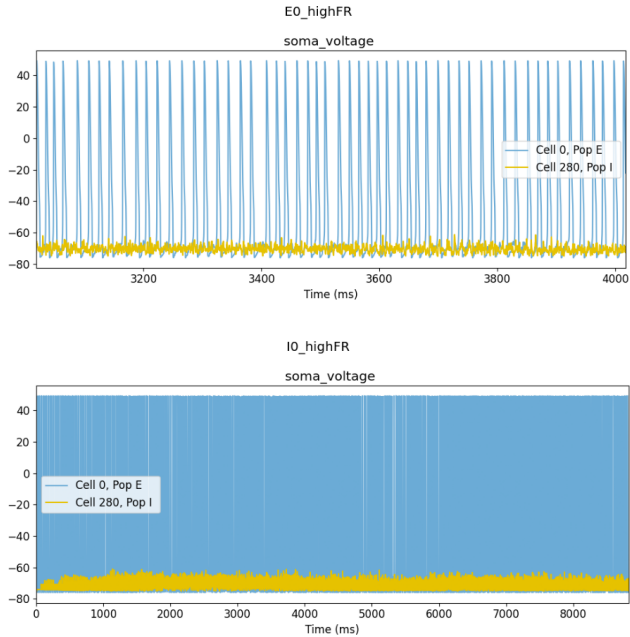 E0_highFR
soma_voltage
40
20
0
−20
−40
−60
−80
Cell 0, Pop E
Cell 280, Pop I
3200 3400 3600 3800 4000
Time (ms)
I0_highFR
soma_voltage
40
20
0
−20
−40
−60
−80
Cell 0, Pop E
Cell 280, Pop I
0 1000 2000 3000 4000 5000 6000 7000 8000
Time (ms)